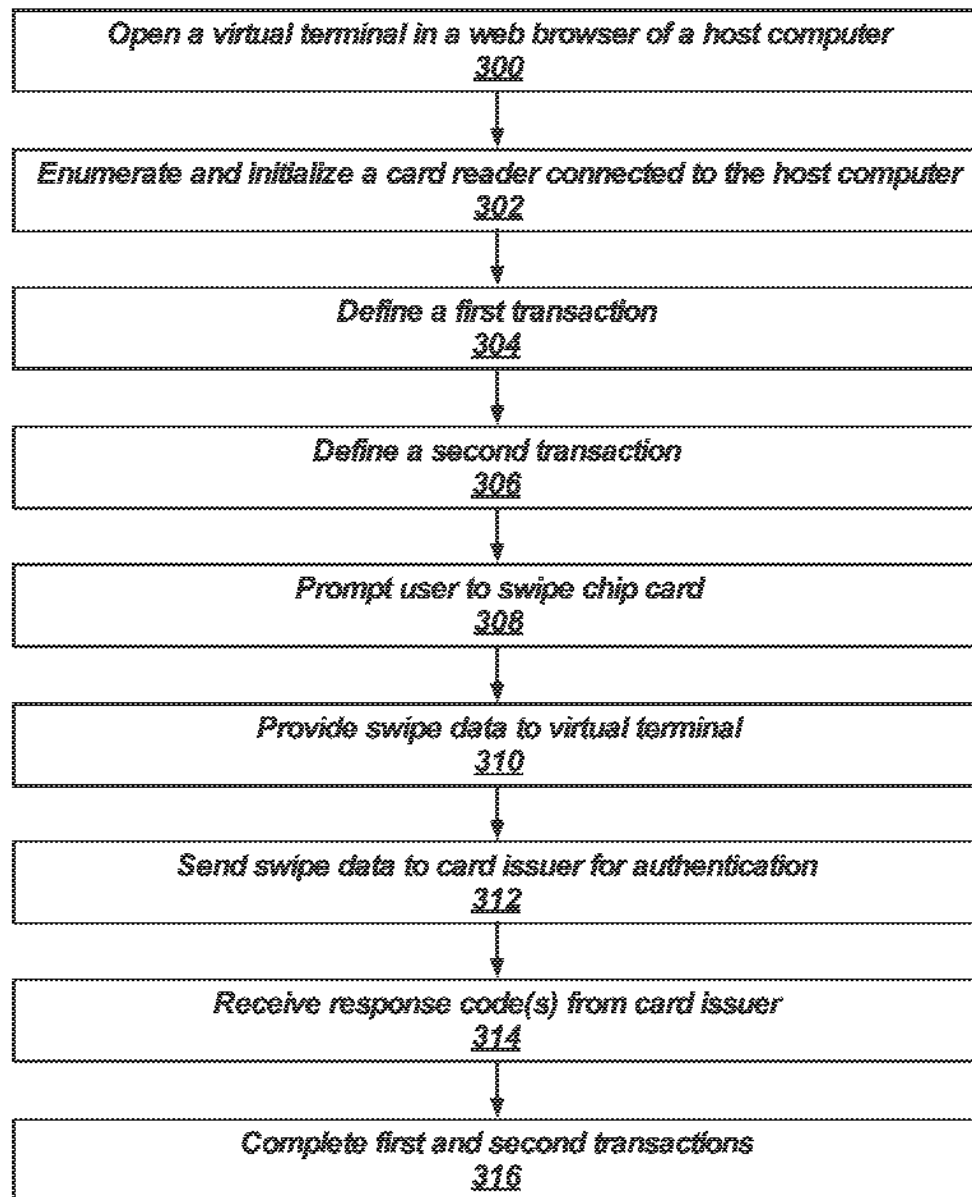 Open a virtual terminal in a web browser of a host computer
300
Enumerate and initialize a card reader connected to the host computer
302
Define a first transaction
304
Define a second transaction
306
Prompt user to swipe chip card
308
Provide swipe data to virtual terminal
310
Send swipe data to card issuer for authentication
312
Receive response code(s) from card issuer
314
Complete first and second transactions
316